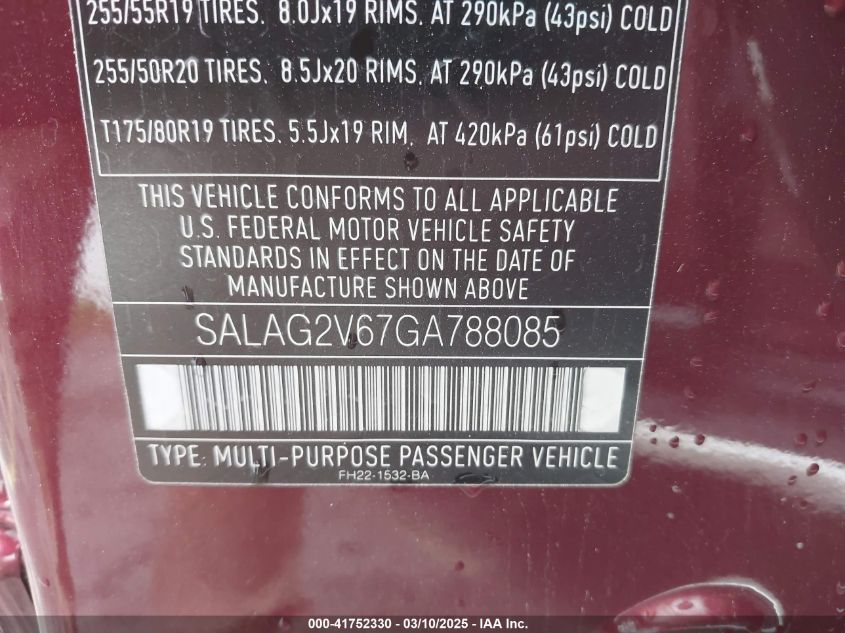 255/55R19 TIRES. 8.0Jx19 RIMS. AT 290kPa (43psi) COLD
255/50R20 TIRES. 8.5Jx20 RIMS. AT 290kPa (43psi) COLD
T175/80R19 TIRES. 5.5Jx19 RIM. AT 420kPa (61psi) COLD
THIS VEHICLE CONFORMS TO ALL APPLICABLE
U.S. FEDERAL MOTOR VEHICLE SAFETY
STANDARDS IN EFFECT ON THE DATE OF
MANUFACTURE SHOWN ABOVE
SALAG2V67GA788085
TYPE: MULTI-PURPOSE PASSENGER VEHICLE
FH22-1532-BA
000-41752330 - 03/10/2025 - IAA Inc.